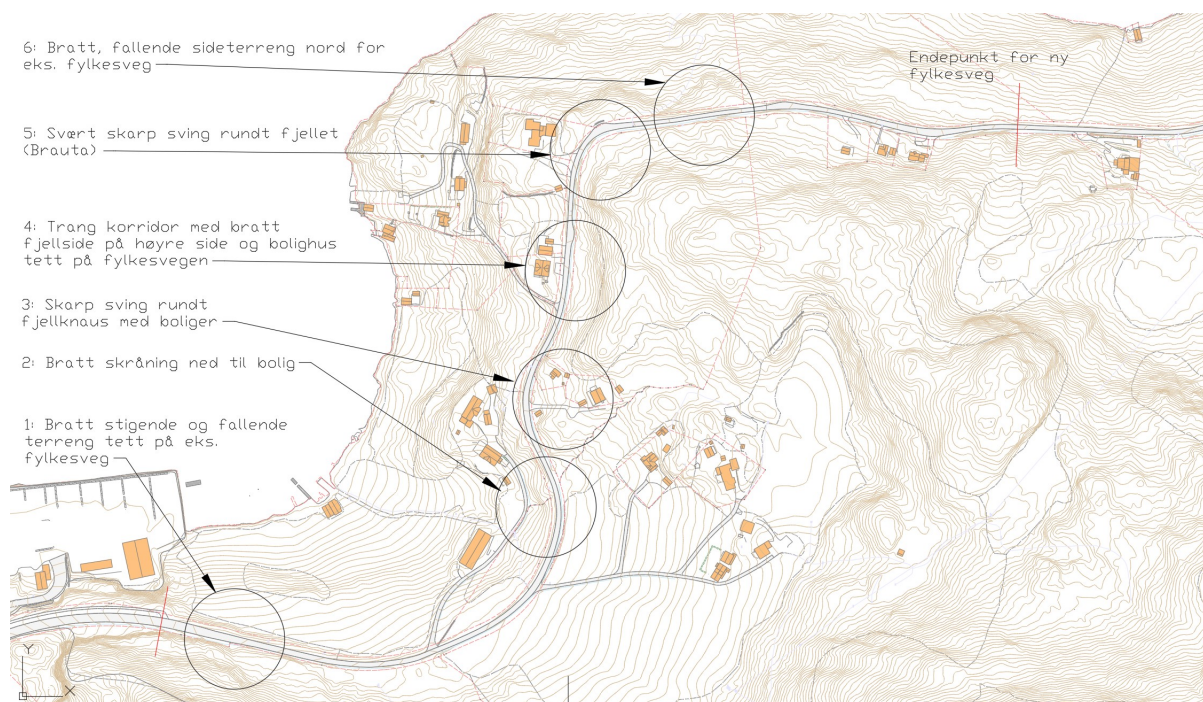 6: Bratt, fallende sideterreng nord for
eks. fylkesveg
Endepunkt for ny
fylkesveg
5: Svært skarp sving rundt fjellet
(Brauta)
4: Trang korridor med bratt
fjellside på høyre side og bolighus
tett på fylkesvegen
3: Skarp sving rundt
fjellknaus med boliger
2: Bratt skråning ned til bolig
1: Bratt stigende og fallende
terreng tett på eks.
fylkesveg
Y
X